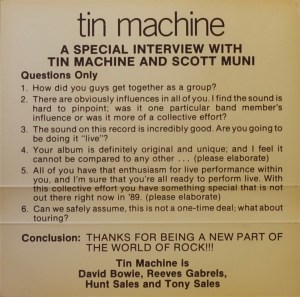 tin machine
A SPECIAL INTERVIEW WITH
TIN MACHINE AND SCOTT MUNI
Questions Only
1. How did you guys get together as a group?
2. There are obviously influences in all of you. I find the sound is
hard to pinpoint; was it one particular band member's
influence or was it more of a collective effort?
3. The sound on this record is incredibly good. Are you going to
be doing it "live"?
4. Your album is definitely original and unique; and I feel it
cannot be compared to any other ... (please elaborate)
5. All of you have that enthusiasm for live performance within
you, and I'm sure that you're all ready to perform live. With
this collective effort you have something special that is not
out there right now in '89. (please elaborate)
6. Can we safely assume, this is not a one-time deal; what about
touring?
Conclusion: THANKS FOR BEING A NEW PART OF
THE WORLD OF ROCK!!!
Tin Machine is
David Bowie, Reeves Gabrels,
Hunt Sales and Tony Sales